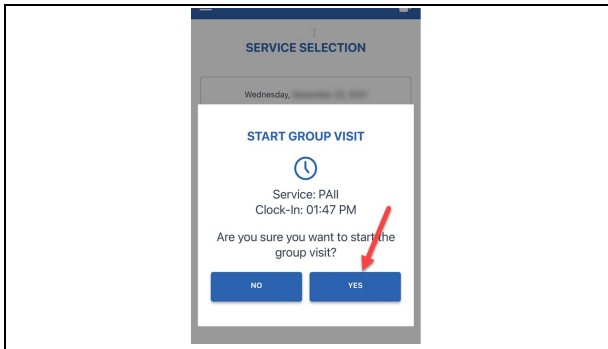 SERVICE SELECTION
Wednesday,
START GROUP VISIT
Service: PAII
Clock-In: 01:47 PM
Are you sure you want to start the
group visit?
NO YES